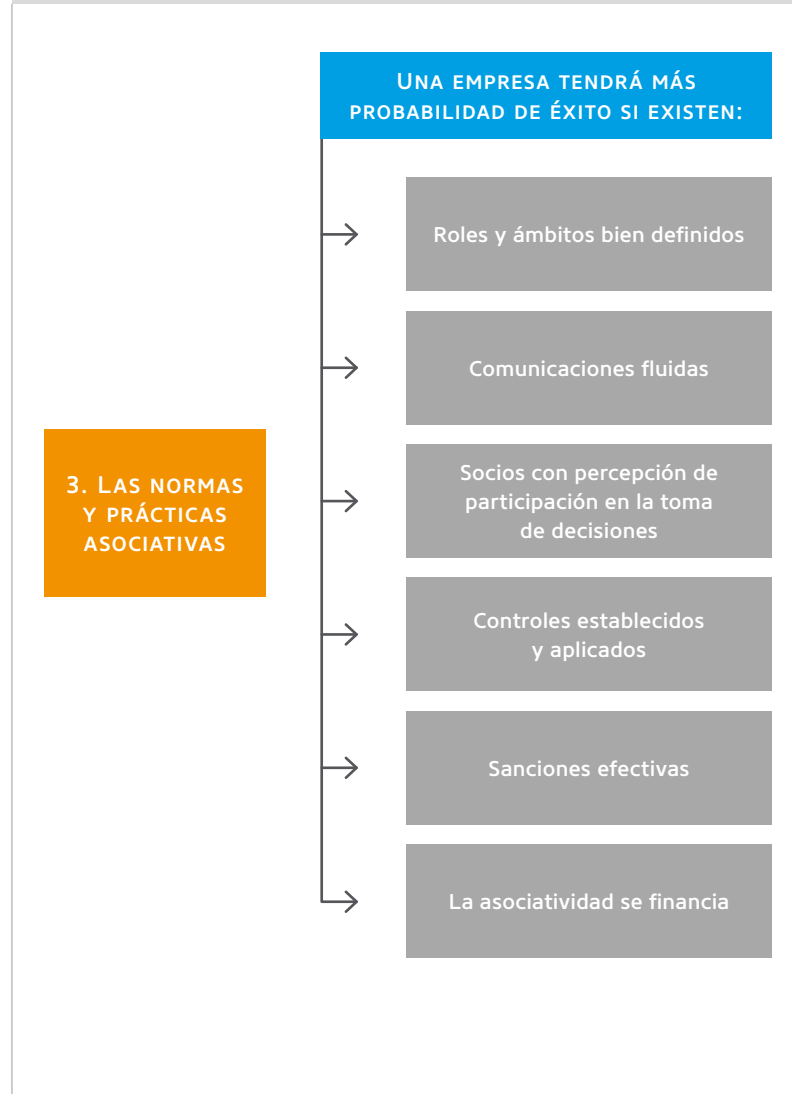 Una empresa tendrá más
probabilidad de éxito si existen:
Roles y ámbitos bien definidos
Comunicaciones fluidas
3. Las normas
y prácticas
asociativas
Socios con percepción de
participación en la toma
de decisiones
Controles establecidos
y aplicados
Sanciones efectivas
La asociatividad se financia